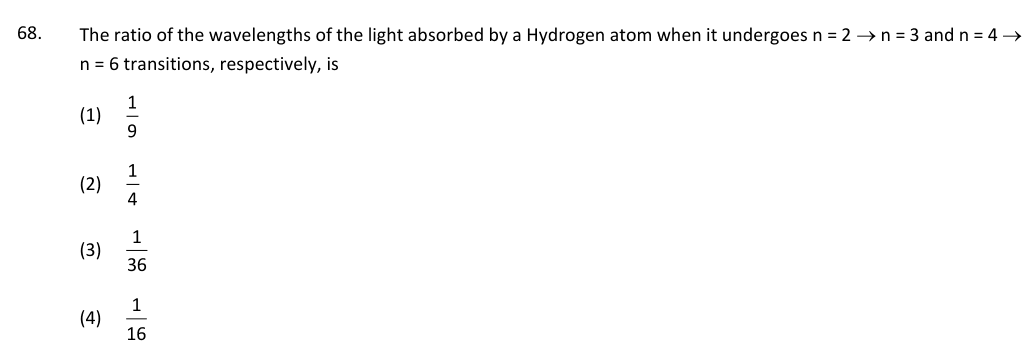 68. The ratio of the wavelengths of the light absorbed by a Hydrogen atom when it undergoes n = 2 → n = 3 and n = 4 →
n = 6 transitions, respectively, is
(1) 1/9
(2) 1/4
(3) 1/36
(4) 1/16